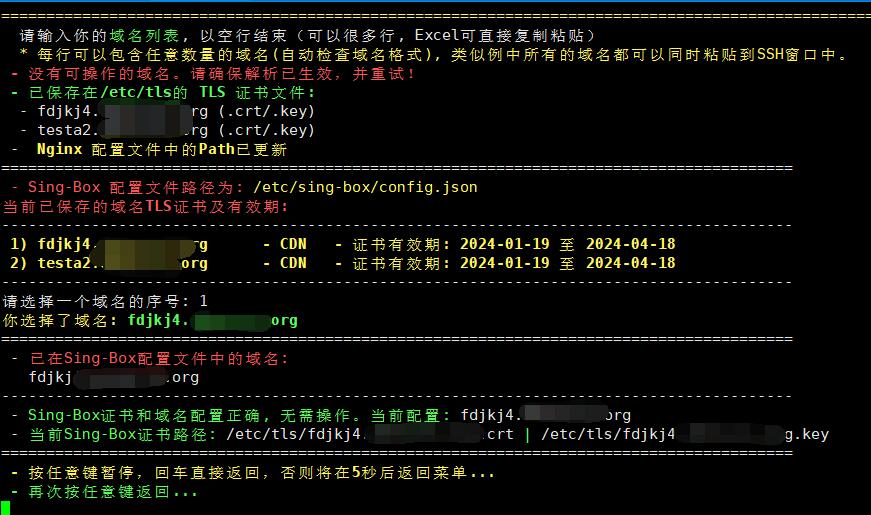 请输入你的域名列表, 以空行结束 (可以很多行, Excel可直接复制粘贴)
* 每行可以包含任意数量的域名(自动检查域名格式), 类似例中所有的域名都可以同时粘贴到SSH窗口中。
- 没有可操作的域名。请确保解析已生效, 并重试!
- 已保存在/etc/tls的 TLS 证书文件:
- fdjkj4. rg (.crt/.key)
- testa2. rg (.crt/.key)
- Nginx 配置文件中的Path已更新
- Sing-Box 配置文件路径为: /etc/sing-box/config.json
当前已保存的域名TLS证书及有效期:
1) fdjkj4. rg - CDN - 证书有效期: 2024-01-19 至 2024-04-18
2) testa2. org - CDN - 证书有效期: 2024-01-19 至 2024-04-18
请选择一个域名的序号: 1
你选择了域名: fdjkj4. org
- 已在Sing-Box配置文件中的域名:
fdjkj .org
- Sing-Box证书和域名配置正确, 无需操作。当前配置: fdjkj4. org
- 当前Sing-Box证书路径: /etc/tls/fdjkj4. .crt | /etc/tls/fdjkj4 g.key
- 按任意键暂停, 回车直接返回, 否则将在5秒后返回菜单...
- 再次按任意键返回...